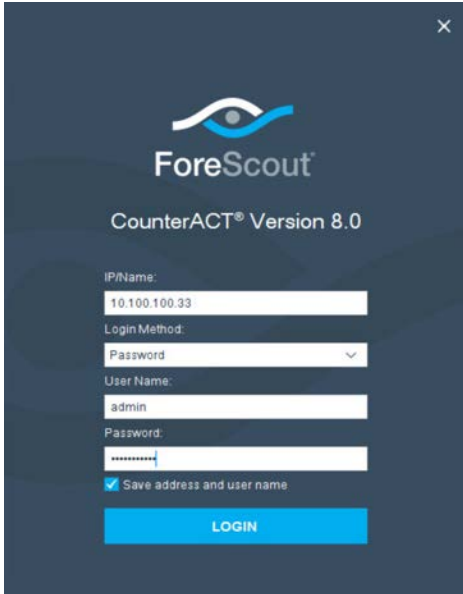 ForeScout
CounterACT® Version 8.0
IP/Name:
10.100.100.33
Login Method:
Password
User Name:
admin
Password:
•••••••••••
Save address and user name
LOGIN